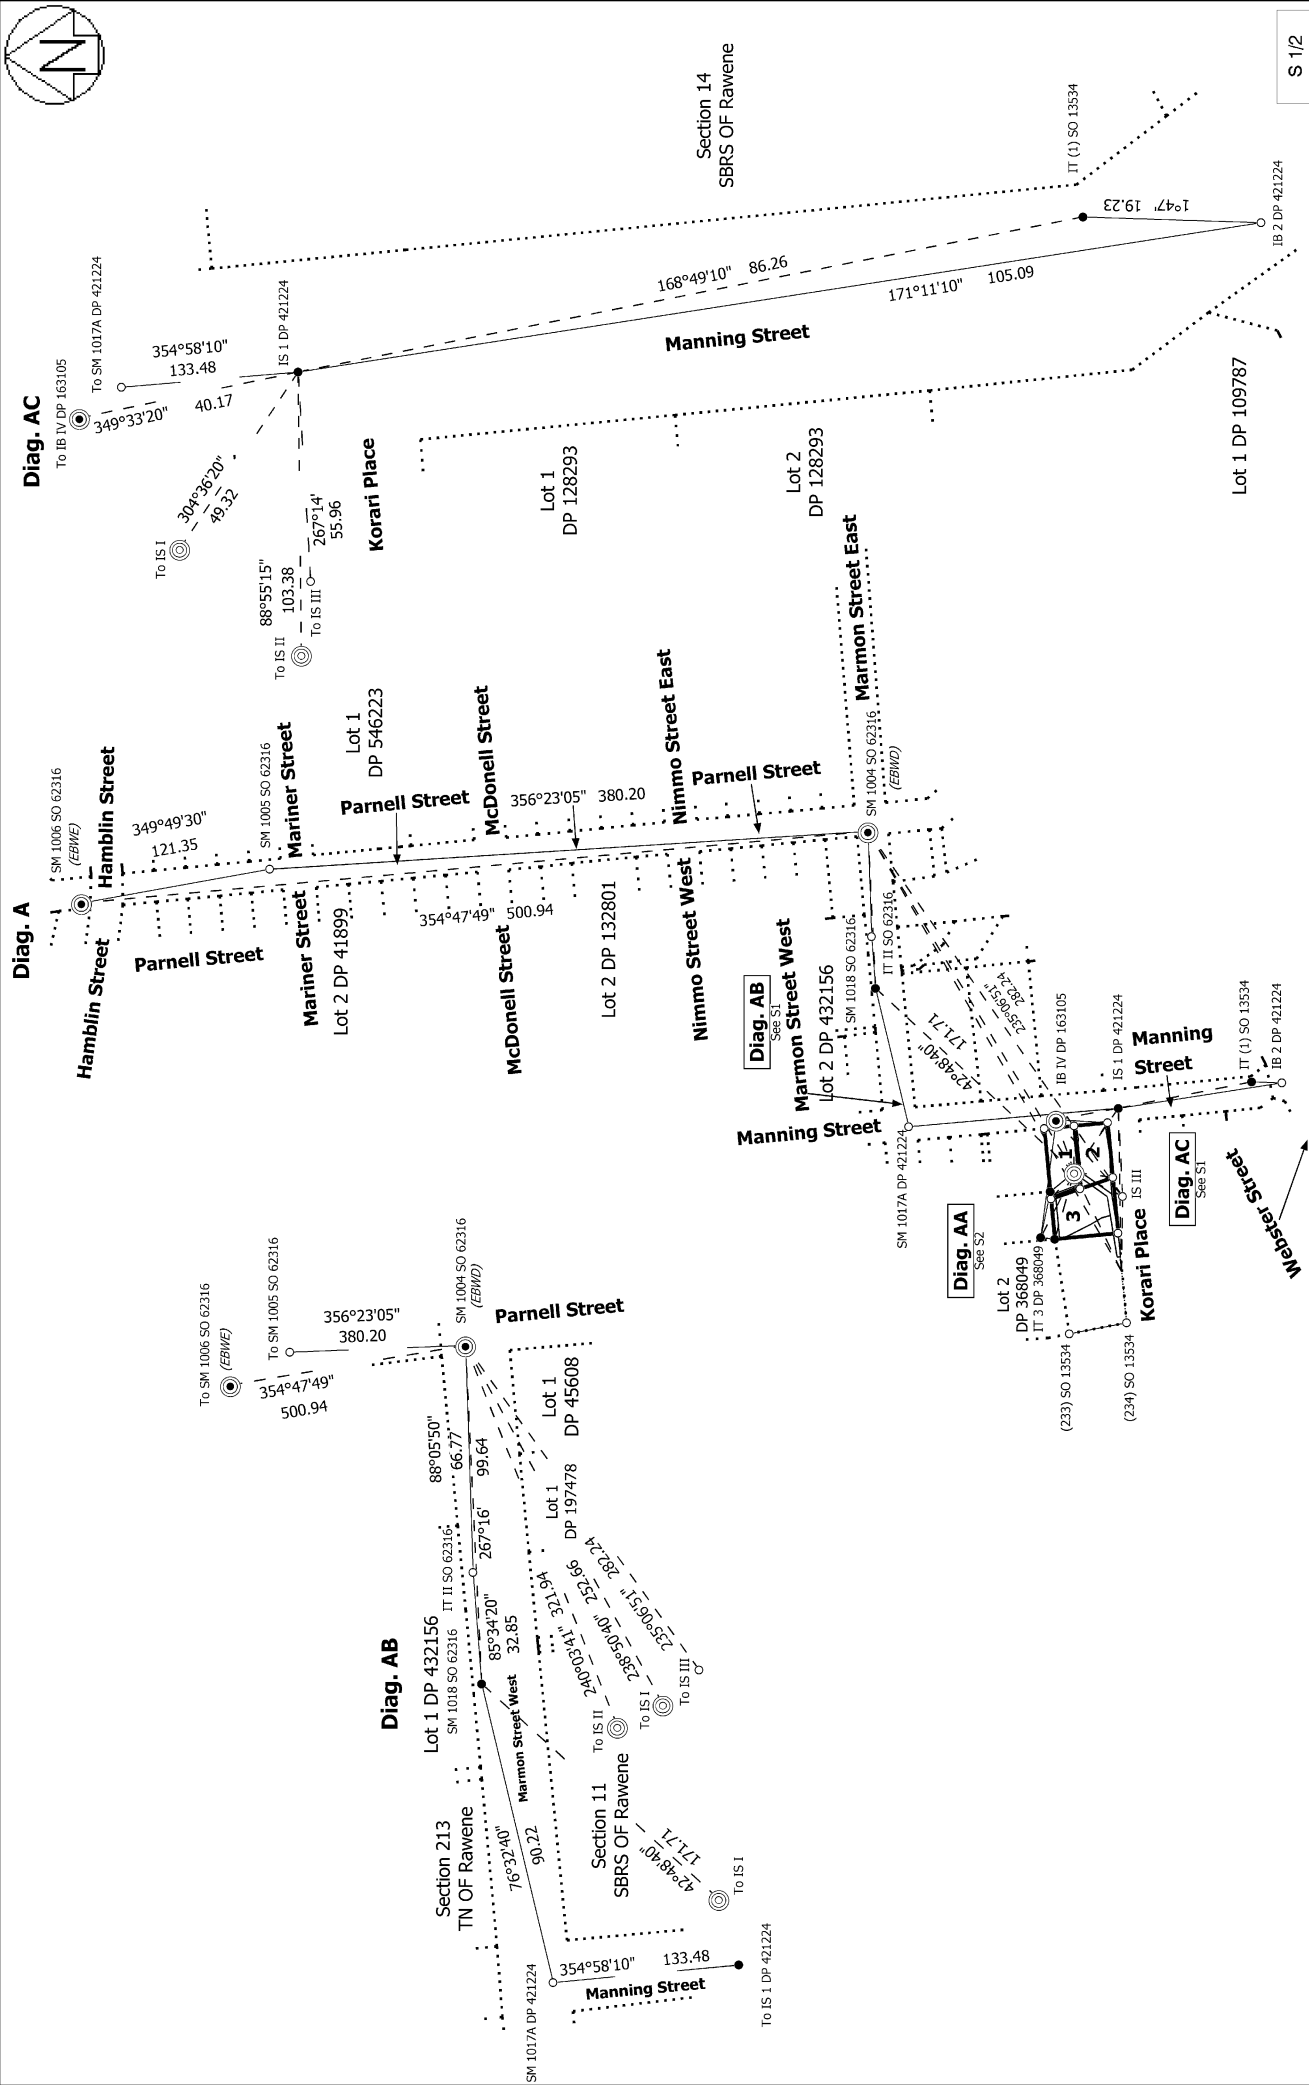 N
S 1/2
Diag. AC
To IB IV DP 163105
To SM 1017A DP 421224
354°58'10"
133.48
349°33'20"
40.17
IS 1 DP 421224
304°36'20"
49.32
To IS I
88°55'15"
103.38
To IS II
267°14'
55.96
To IS III
Korari Place
Lot 1
DP 128293
Lot 2
DP 128293
168°49'10" 86.26
171°11'10" 105.09
Manning Street
Section 14
SBRS OF Rawene
IT (1) SO 13534
1°47' 19.23
IB 2 DP 421224
Lot 1 DP 109787
Diag. A
SM 1006 SO 62316
(EBWE)
Hamblin Street
Hamblin Street
349°49'30"
121.35
SM 1005 SO 62316
Mariner Street
Mariner Street
Parnell Street
Lot 2 DP 41899
Lot 1
DP 546223
Parnell Street
McDonell Street
McDonell Street
356°23'05" 380.20
354°47'49" 500.94
Lot 2 DP 132801
Nimmo Street East
Nimmo Street West
Parnell Street
Marmon Street East
SM 1004 SO 62316
(EBWD)
Diag. AB
See S1
Marmon Street West
Lot 2 DP 432156
SM 1018 SO 62316
IT II SO 62316
42°48'40" 171.71
235°06'51" 282.24
Manning Street
SM 1017A DP 421224
IB IV DP 163105
IS 1 DP 421224
Manning
Street
IT (1) SO 13534
IB 2 DP 421224
1
2
3
Diag. AA
See S2
Diag. AC
See S1
Lot 2
DP 368049
IT 3 DP 368049
IS III
Korari Place
Webster Street
(233) SO 13534
(234) SO 13534
Diag. AB
To SM 1006 SO 62316
(EBWE)
To SM 1005 SO 62316
354°47'49"
500.94
356°23'05"
380.20
SM 1004 SO 62316
(EBWD)
Parnell Street
88°05'50"
66.77
99.64
267°16'
IT II SO 62316
Lot 1 DP 432156
SM 1018 SO 62316
85°34'20"
32.85
Marmon Street West
Lot 1
DP 45608
Lot 1
DP 197478
240°03'41" 321.94
238°50'40" 252.66
235°06'51" 282.24
To IS II
To IS I
To IS III
Section 213
TN OF Rawene
76°32'40"
90.22
Section 11
SBRS OF Rawene
42°48'40"
171.71
To IS I
SM 1017A DP 421224
354°58'10" 133.48
Manning Street
To IS 1 DP 421224